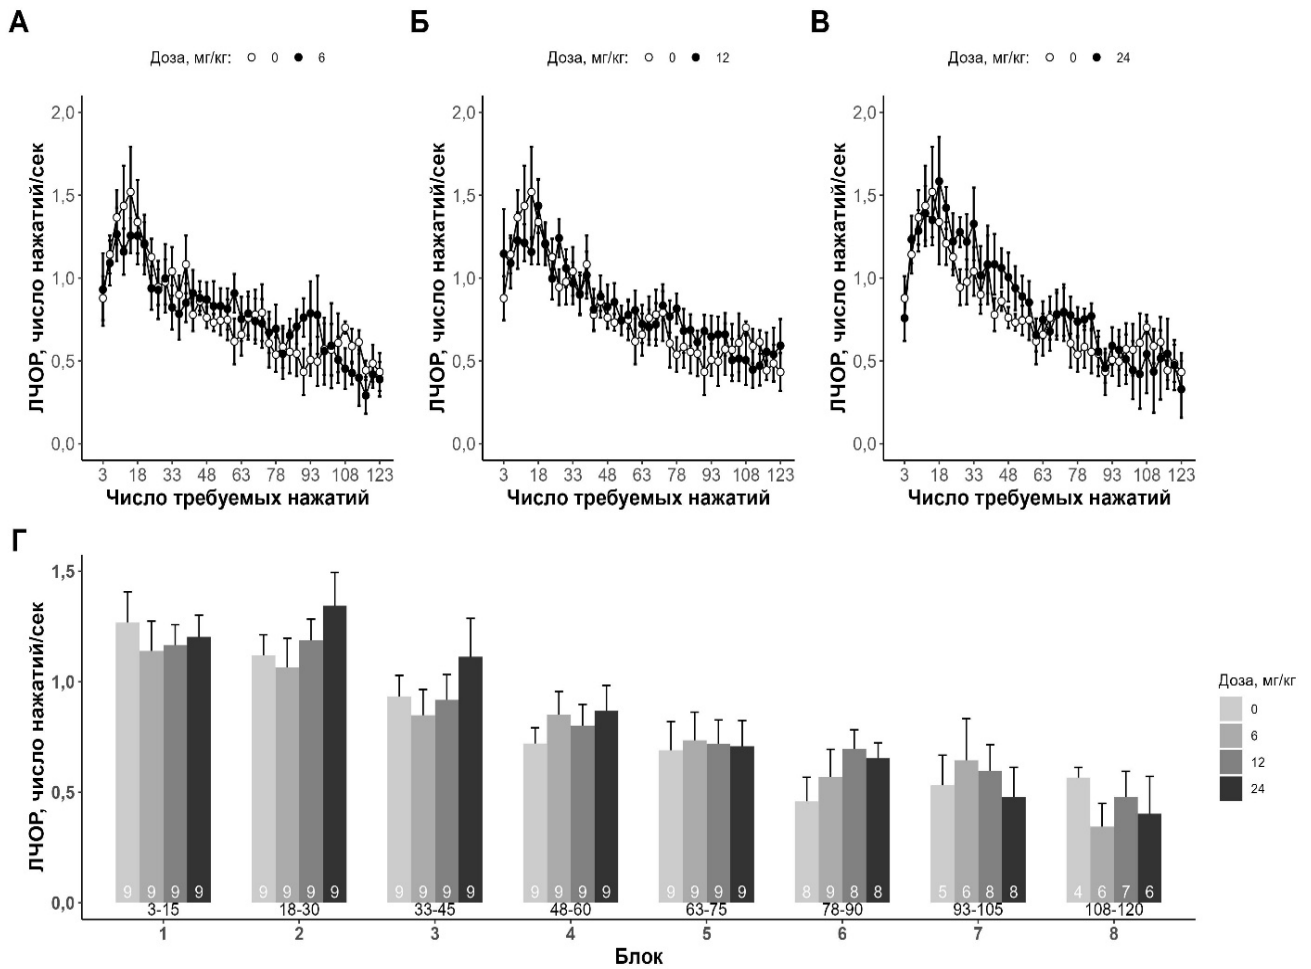 А
Доза, мг/кг: 0 6
2,0
1,5
1,0
0,5
0,0
ЛЧОР, число нажатий/сек
3 18 33 48 63 78 93 108 123
Число требуемых нажатий
Б
Доза, мг/кг: 0 12
2,0
1,5
1,0
0,5
0,0
ЛЧОР, число нажатий/сек
3 18 33 48 63 78 93 108 123
Число требуемых нажатий
В
Доза, мг/кг: 0 24
2,0
1,5
1,0
0,5
0,0
ЛЧОР, число нажатий/сек
3 18 33 48 63 78 93 108 123
Число требуемых нажатий
Г
1,5
1,0
0,5
0,0
ЛЧОР, число нажатий/сек
9 9 9 9 9 9 9 9 9 9 9 9 9 9 9 9 9 9 9 9 8 9 8 8 5 6 8 8 4 6 7 6
3-15 18-30 33-45 48-60 63-75 78-90 93-105 108-120
1 2 3 4 5 6 7 8
Блок
Доза, мг/кг
0
6
12
24